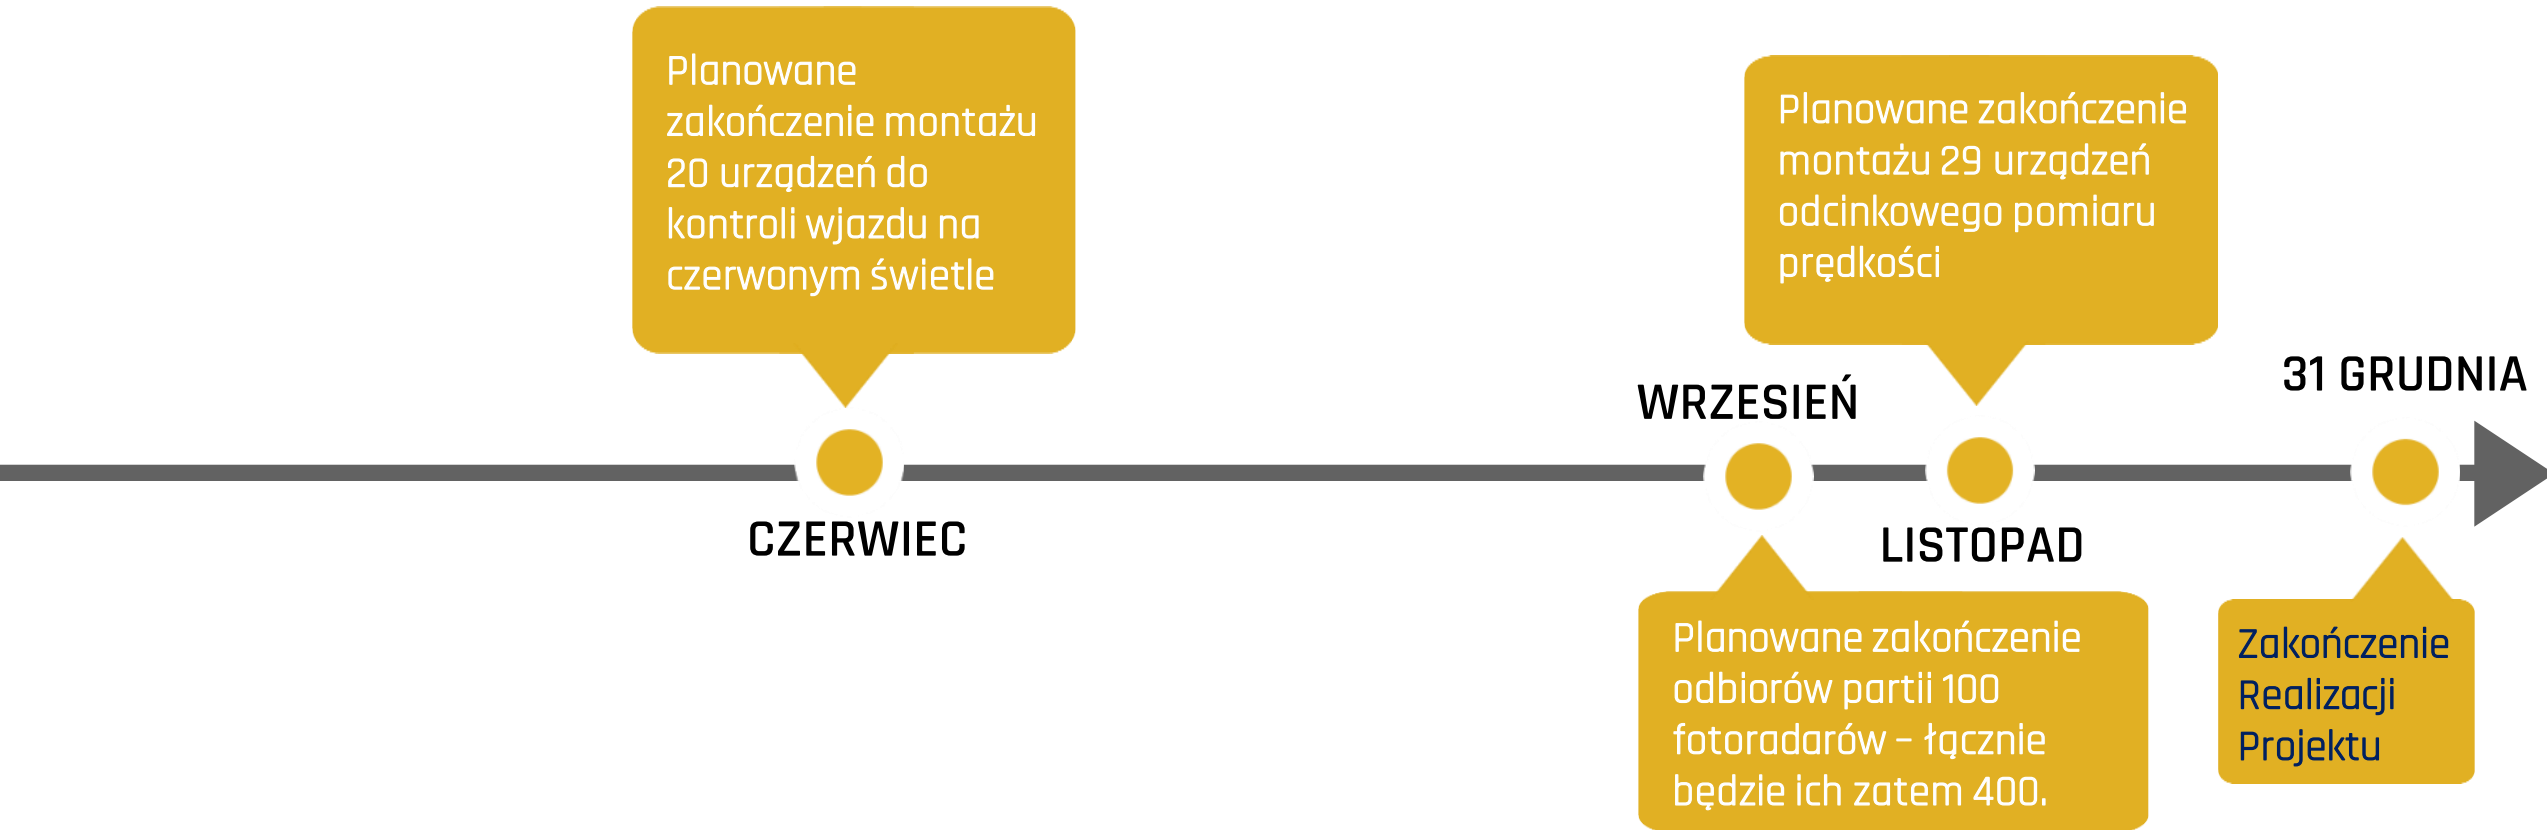 Planowane
zakończenie montażu
20 urządzeń do
kontroli wjazdu na
czerwonym świetle
CZERWIEC
WRZESIEŃ
Planowane zakończenie
odbiorów partii 100
fotoradarów – łącznie
będzie ich zatem 400.
Planowane zakończenie
montażu 29 urządzeń
odcinkowego pomiaru
prędkości
LISTOPAD
31 GRUDNIA
Zakończenie
Realizacji
Projektu